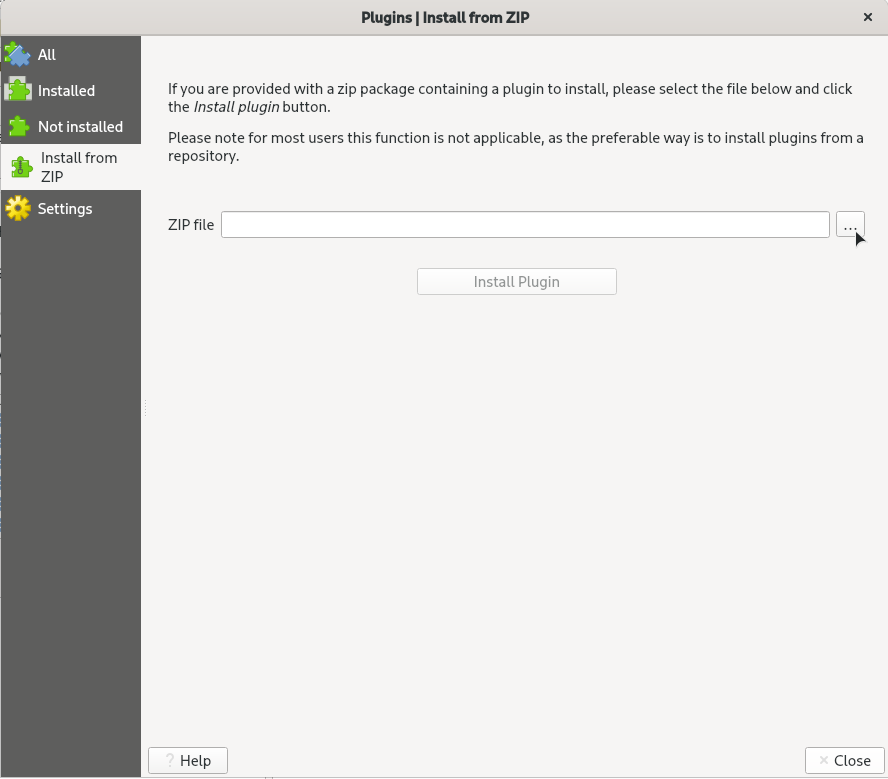 Plugins | Install from ZIP
All
Installed
Not installed
Install from
ZIP
Settings
If you are provided with a zip package containing a plugin to install, please select the file below and click
the Install plugin button.
Please note for most users this function is not applicable, as the preferable way is to install plugins from a
repository.
ZIP file
...
Install Plugin
? Help
Close